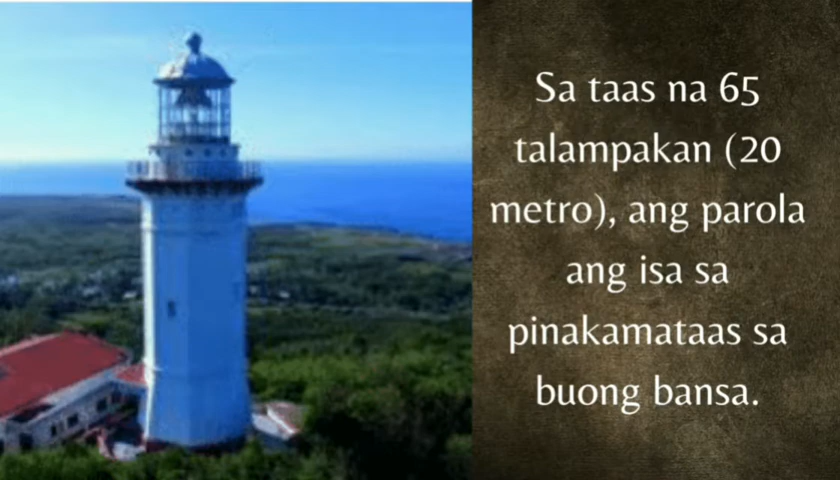 Sa taas na 65
talampakan (20
metro), ang parola
ang isa sa
pinakamataas sa
buong bansa.